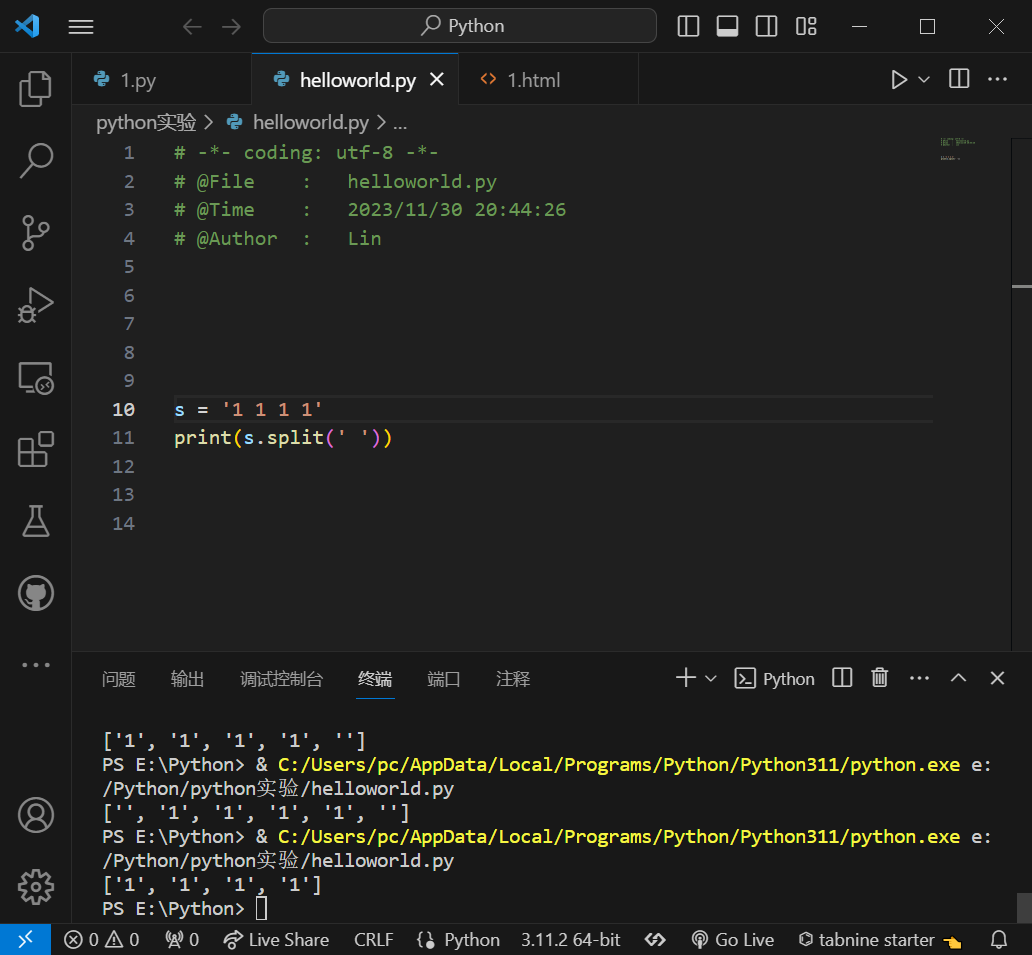 Python
1.py
helloworld.py
1.html
python实验 > helloworld.py > ...
1 # -*- coding: utf-8 -*-
2 # @File    :   helloworld.py
3 # @Time    :   2023/11/30 20:44:26
4 # @Author  :   Lin
5
6
7
8
9
10 s = '1 1 1 1'
11 print(s.split(' '))
12
13
14
问题 输出 调试控制台 终端 端口 注释
Python
['1', '1', '1', '1', '']
PS E:\Python> & C:/Users/pc/AppData/Local/Programs/Python/Python311/python.exe e:
/Python/python实验/helloworld.py
['', '1', '1', '1', '1', '']
PS E:\Python> & C:/Users/pc/AppData/Local/Programs/Python/Python311/python.exe e:
/Python/python实验/helloworld.py
['1', '1', '1', '1']
PS E:\Python>
0 0 0 Live Share CRLF Python 3.11.2 64-bit Go Live tabnine starter